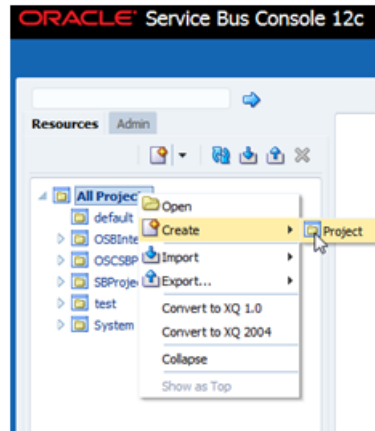 ORACLE Service Bus Console 12c
Resources Admin
All Projec
default
OSBInte
OSCSBP
SBProje
test
System
Open
Create
Project
Import
Export...
Convert to XQ 1.0
Convert to XQ 2004
Collapse
Show as Top